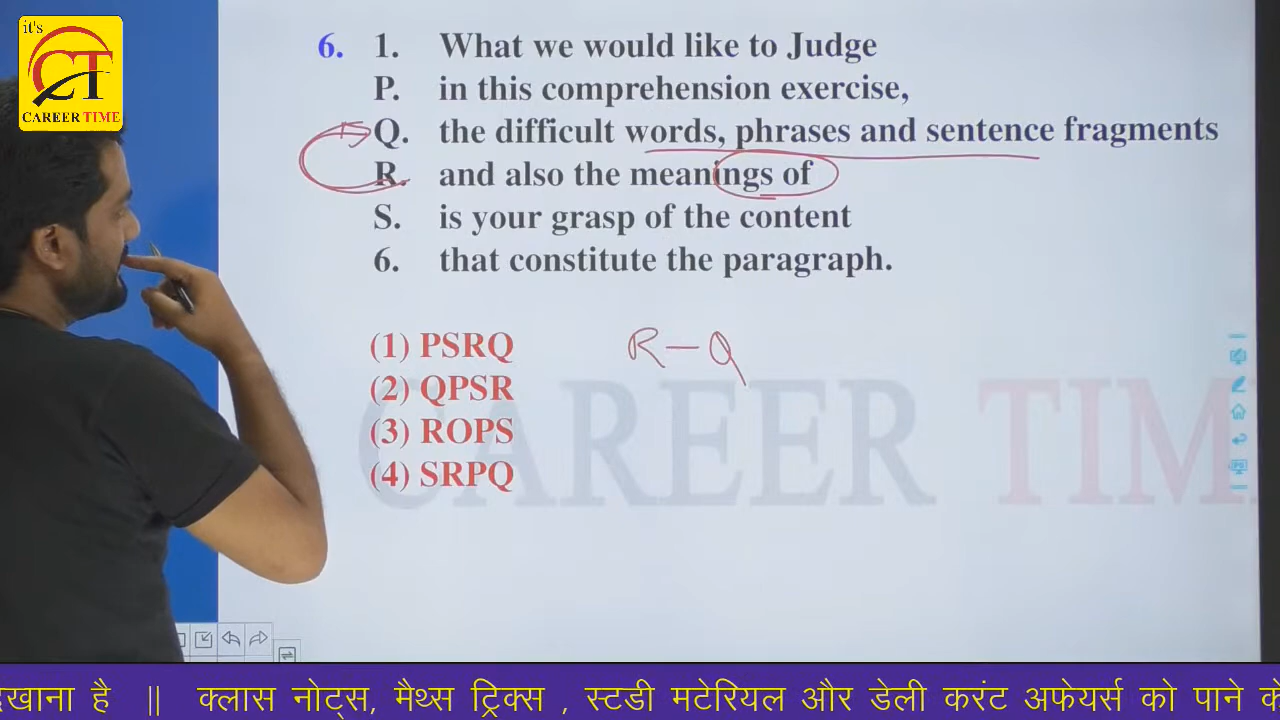 it's
CT
CAREER TIME
6. 1. What we would like to Judge
P. in this comprehension exercise,
Q. the difficult words, phrases and sentence fragments
R. and also the meanings of
S. is your grasp of the content
6. that constitute the paragraph.
(1) PSRQ
R - Q
(2) QPSR
(3) ROPS
(4) SRPQ
CAREER TIM
देखाना है || क्लास नोट्स, मैथ्स ट्रिक्स , स्टडी मटेरियल और डेली करंट अफेयर्स को पाने के